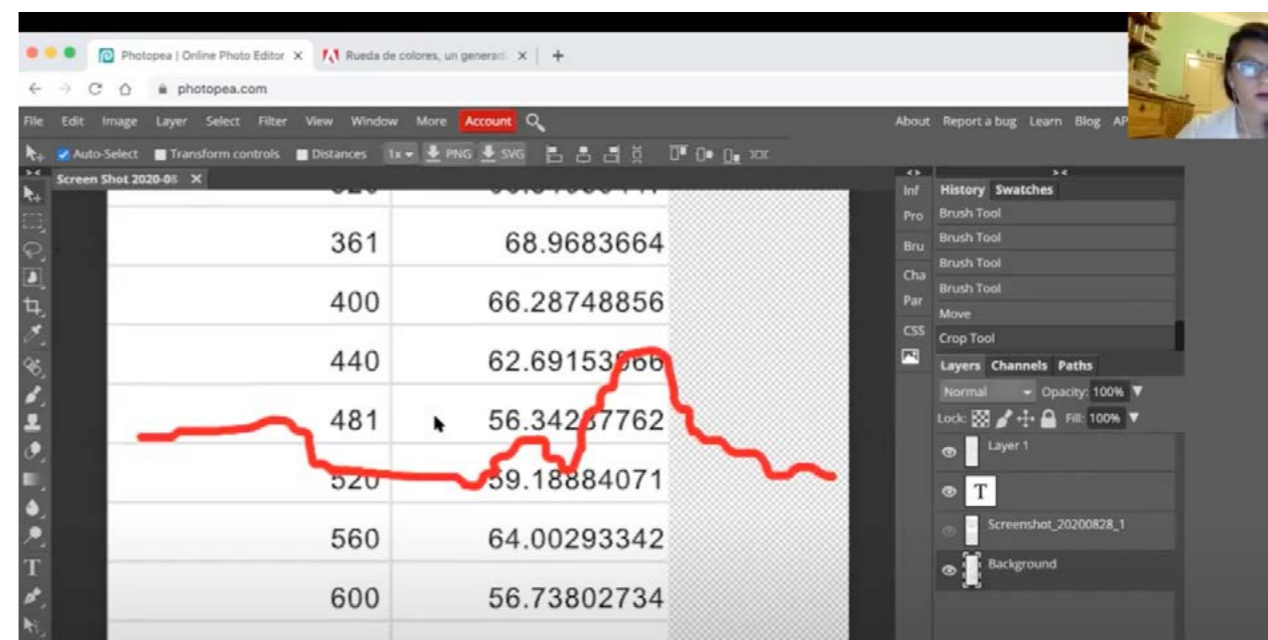 Photopea | Online Photo Editor
Rueda de colores, un generad
photopea.com
File Edit Image Layer Select Filter View Window More Account
About Report a bug Learn Blog AP
Auto-Select Transform controls Distances 1x PNG SVG
Screen Shot 2020-08
361 68.9683664
400 66.28748856
440 62.69153966
481 56.34287762
520 59.18884071
560 64.00293342
600 56.73802734
Inf
Pro
Bru
Cha
Par
CSS
History Swatches
Brush Tool
Brush Tool
Brush Tool
Brush Tool
Move
Crop Tool
Layers Channels Paths
Normal Opacity: 100%
Lock: Fill: 100%
Layer 1
T
Screenshot_20200828_1
Background